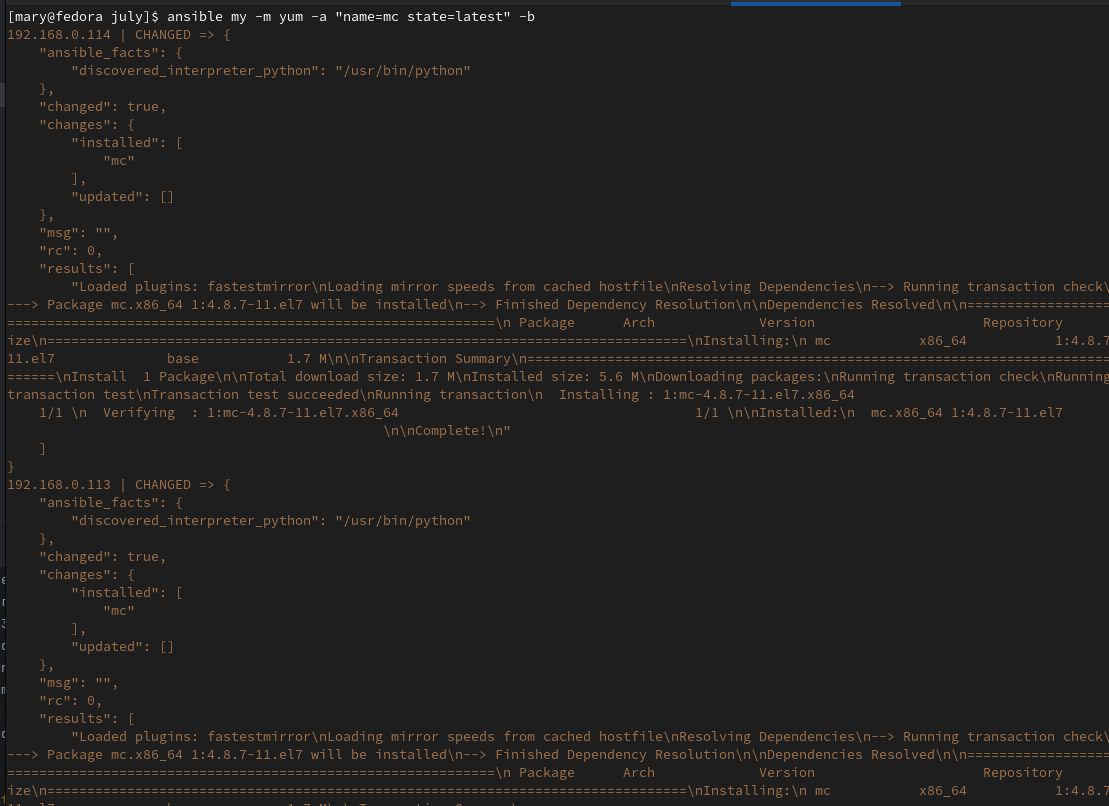 [mary@fedora july]$ ansible my -m yum -a "name=mc state=latest" -b
192.168.0.114 | CHANGED => {
    "ansible_facts": {
        "discovered_interpreter_python": "/usr/bin/python"
    },
    "changed": true,
    "changes": {
        "installed": [
            "mc"
        ],
        "updated": []
    },
    "msg": "",
    "rc": 0,
    "results": [
        "Loaded plugins: fastestmirror\nLoading mirror speeds from cached hostfile\nResolving Dependencies\n--> Running transaction check\
---> Package mc.x86_64 1:4.8.7-11.el7 will be installed\n--> Finished Dependency Resolution\n\nDependencies Resolved\n\n==================
=============================================================\n Package      Arch             Version                     Repository
ize\n================================================================================\nInstalling:\n mc           x86_64           1:4.8.7
11.el7              base           1.7 M\n\nTransaction Summary\n=========================================================================
======\nInstall  1 Package\n\nTotal download size: 1.7 M\nInstalled size: 5.6 M\nDownloading packages:\nRunning transaction check\nRunning
transaction test\nTransaction test succeeded\nRunning transaction\n  Installing : 1:mc-4.8.7-11.el7.x86_64
    1/1 \n  Verifying  : 1:mc-4.8.7-11.el7.x86_64                                     1/1 \n\nInstalled:\n  mc.x86_64 1:4.8.7-11.el7
                                               \n\nComplete!\n"
    ]
}
192.168.0.113 | CHANGED => {
    "ansible_facts": {
        "discovered_interpreter_python": "/usr/bin/python"
    },
    "changed": true,
    "changes": {
        "installed": [
            "mc"
        ],
        "updated": []
    },
    "msg": "",
    "rc": 0,
    "results": [
        "Loaded plugins: fastestmirror\nLoading mirror speeds from cached hostfile\nResolving Dependencies\n--> Running transaction check\
---> Package mc.x86_64 1:4.8.7-11.el7 will be installed\n--> Finished Dependency Resolution\n\nDependencies Resolved\n\n==================
=============================================================\n Package      Arch             Version                     Repository
ize\n================================================================================\nInstalling:\n mc           x86_64           1:4.8.7